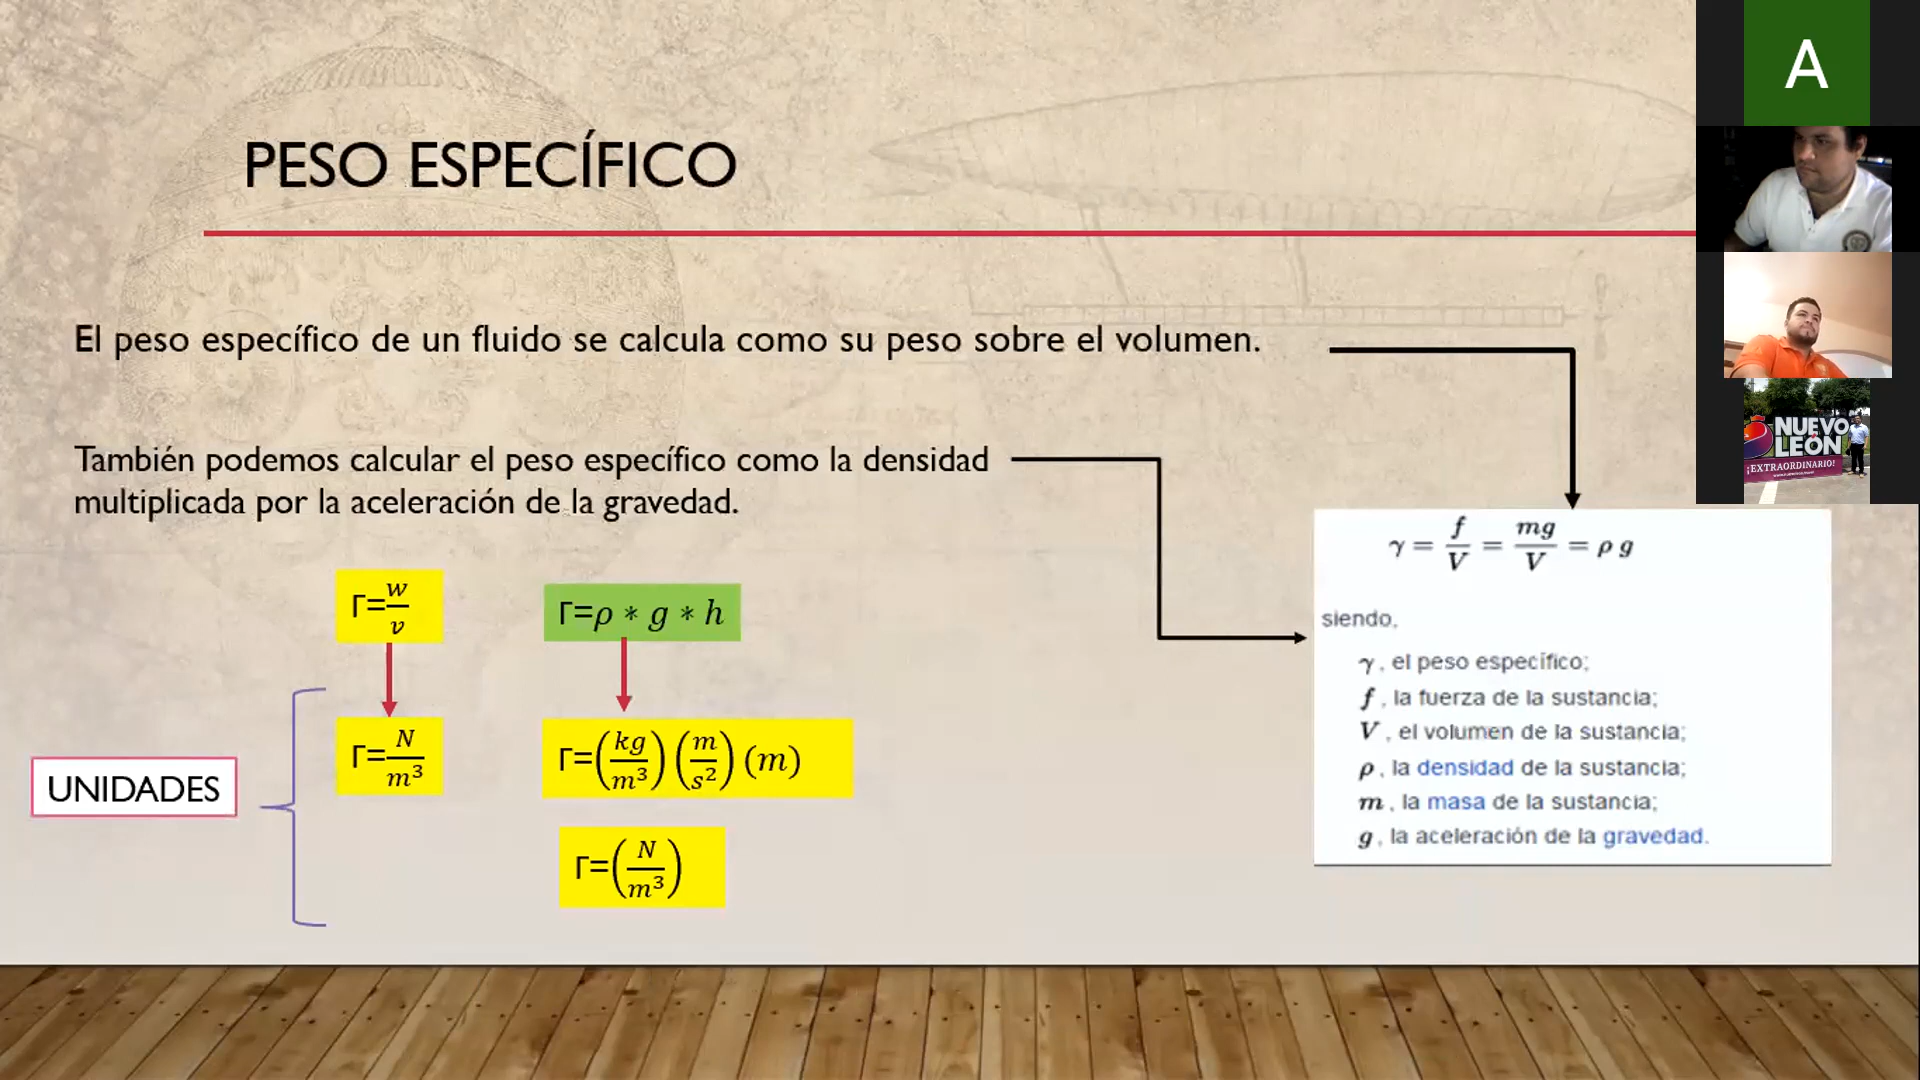 PESO ESPECÍFICO
El peso específico de un fluido se calcula como su peso sobre el volumen.
También podemos calcular el peso específico como la densidad
multiplicada por la aceleración de la gravedad.
Γ=w/v
Γ=ρ * g * h
UNIDADES
Γ=N/m³
Γ=(kg/m³)(m/s²)(m)
Γ=(N/m³)
γ = f/V = mg/V = ρ g
siendo,
γ, el peso específico;
f, la fuerza de la sustancia;
V, el volumen de la sustancia;
ρ, la densidad de la sustancia;
m, la masa de la sustancia;
g, la aceleración de la gravedad.
A
NUEVO
LEÓN
¡EXTRAORDINARIO!